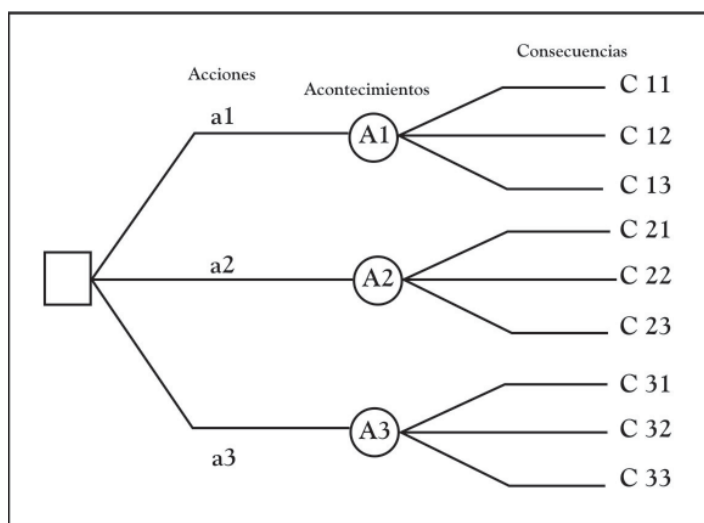 Acciones
Acontecimientos
Consecuencias
a1
A1
C 11
C 12
C 13
a2
A2
C 21
C 22
C 23
a3
A3
C 31
C 32
C 33